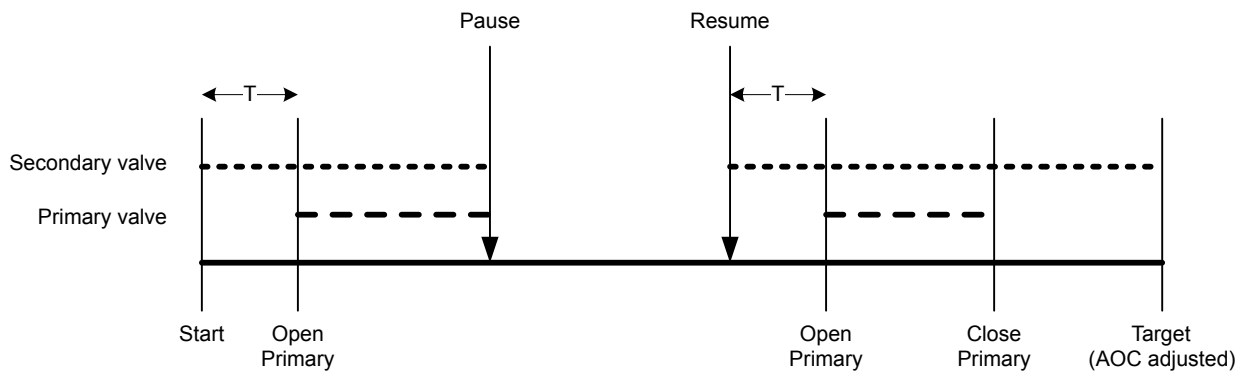 Pause
Resume
T
T
Secondary valve
Primary valve
Start
Open
Primary
Open
Primary
Close
Primary
Target
(AOC adjusted)